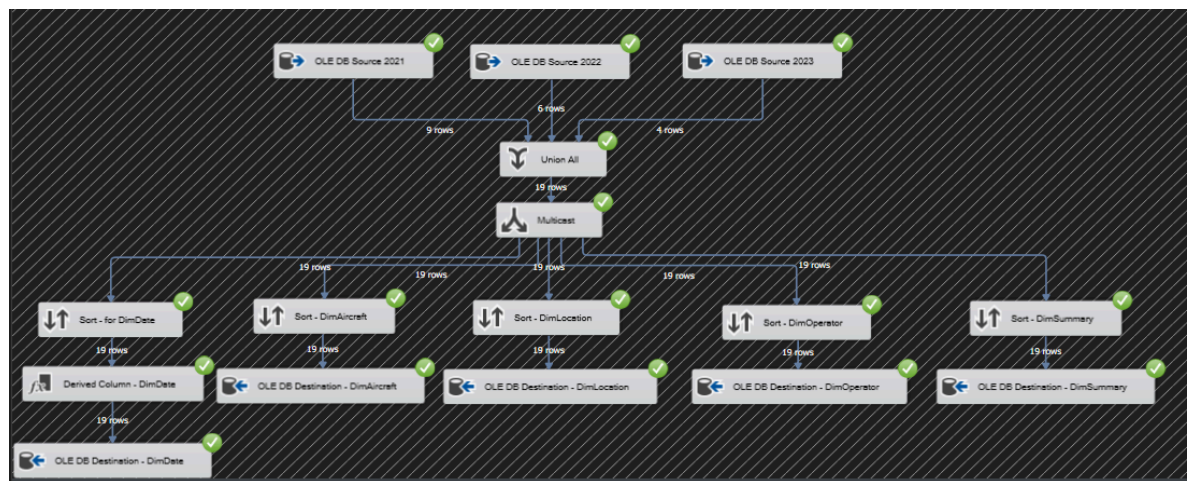 OLE DB Source 2021
OLE DB Source 2022
OLE DB Source 2023
9 rows
6 rows
4 rows
Union All
19 rows
Multicast
19 rows
19 rows
19 rows
19 rows
19 rows
Sort - for DimDate
Sort - DimAircraft
Sort - DimLocation
Sort - DimOperator
Sort - DimSummary
19 rows
19 rows
19 rows
19 rows
19 rows
Derived Column - DimDate
OLE DB Destination - DimAircraft
OLE DB Destination - DimLocation
OLE DB Destination - DimOperator
OLE DB Destination - DimSummary
19 rows
OLE DB Destination - DimDate